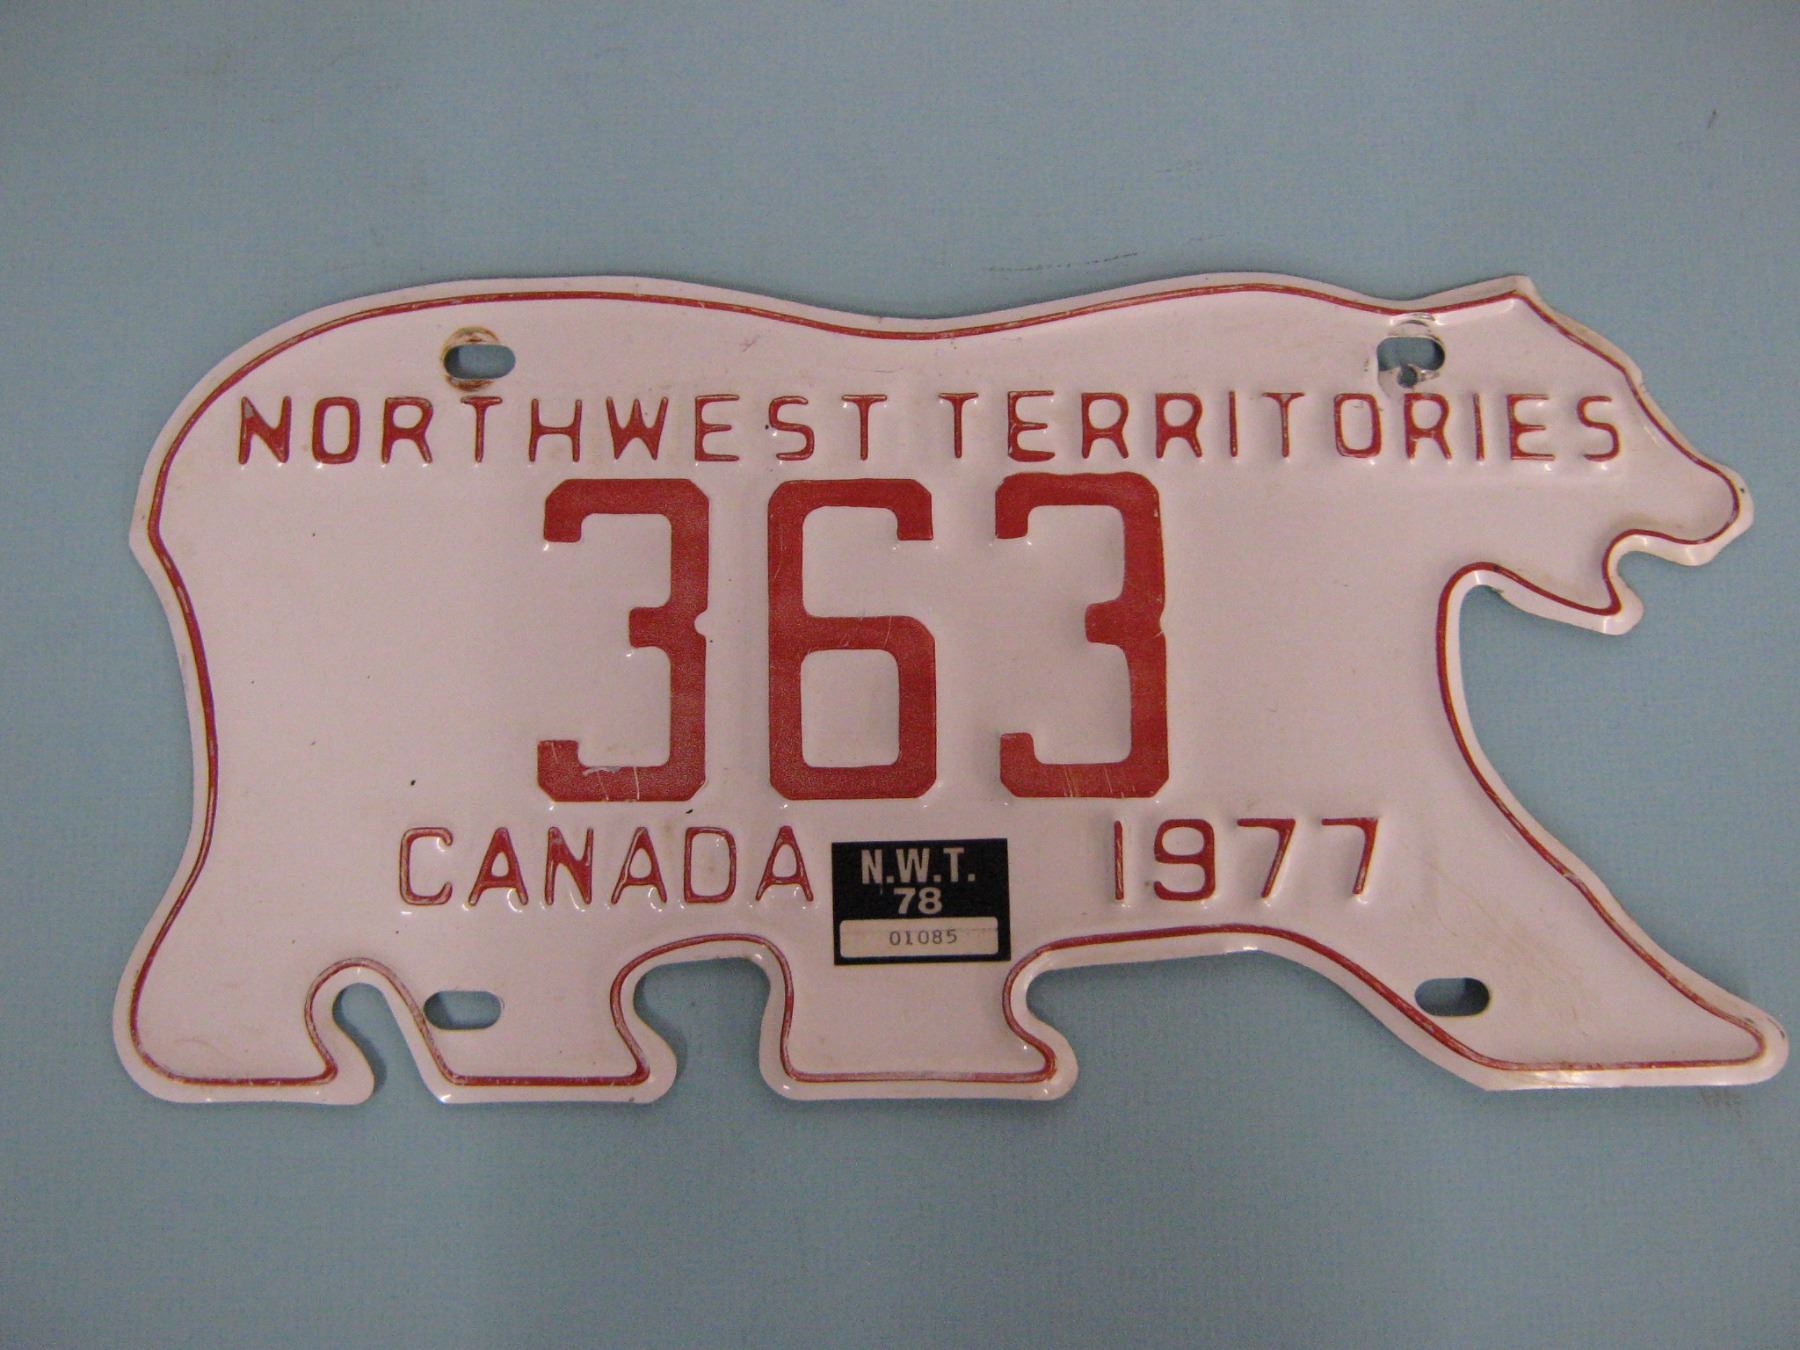 NORTHWEST TERRITORIES
363
CANADA 1977
N.W.T.
78
01085